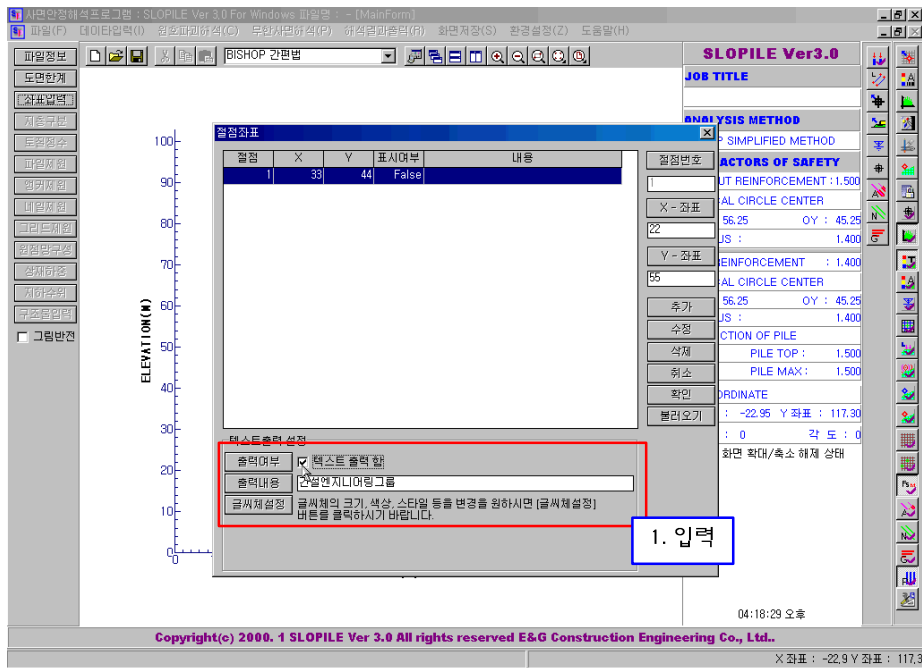 사면안정해석프로그램 : SLOPILE Ver 3,0 For Windows 파일명 : - [MainForm]
파일(F) 데이타입력(I) 원호파괴해석(C) 무한사면해석(P) 해석결과출력(R) 화면저장(S) 환경설정(Z) 도움말(H)
파일정보
BISHOP 간편법
SLOPILE Ver3.0
도면한계
JOB TITLE
좌표입력
지층구분
ANALYSIS METHOD
토질정수
P SIMPLIFIED METHOD
파일제원
ACTORS OF SAFETY
앵커제원
UT REINFORCEMENT : 1.500
네일제원
AL CIRCLE CENTER
그리드제원
56.25 OY : 45.25
원점망구성
US : 1.400
상재하중
EINFORCEMENT : 1.400
지하수위
AL CIRCLE CENTER
구조물입력
56.25 OY : 45.25
그림반전
US : 1.400
CTION OF PILE
PILE TOP : 1.500
PILE MAX : 1.500
ORDINATE
: -22.95 Y 좌표 : 117.30
: 0 각 도 : 0
화면 확대/축소 해제 상태
04:18:29 오후
절점좌표
절점 X Y 표시여부 내용
1 33 44 False
절점번호
1
X - 좌표
22
Y - 좌표
55
추가
수정
삭제
취소
확인
불러오기
텍스트출력 설정
출력여부 텍스트 출력 함
출력내용 건설엔지니어링그룹
글씨체설정 글씨체의 크기, 색상, 스타일 등을 변경을 원하시면 [글씨체설정]
버튼을 클릭하시기 바랍니다.
1. 입력
ELEVATION(M)
100
90
80
70
60
50
40
30
20
10
0
0
Copyright(c) 2000. 1 SLOPILE Ver 3.0 All rights reserved E&G Construction Engineering Co., Ltd..
X 좌표 : -22,9 Y 좌표 : 117,3